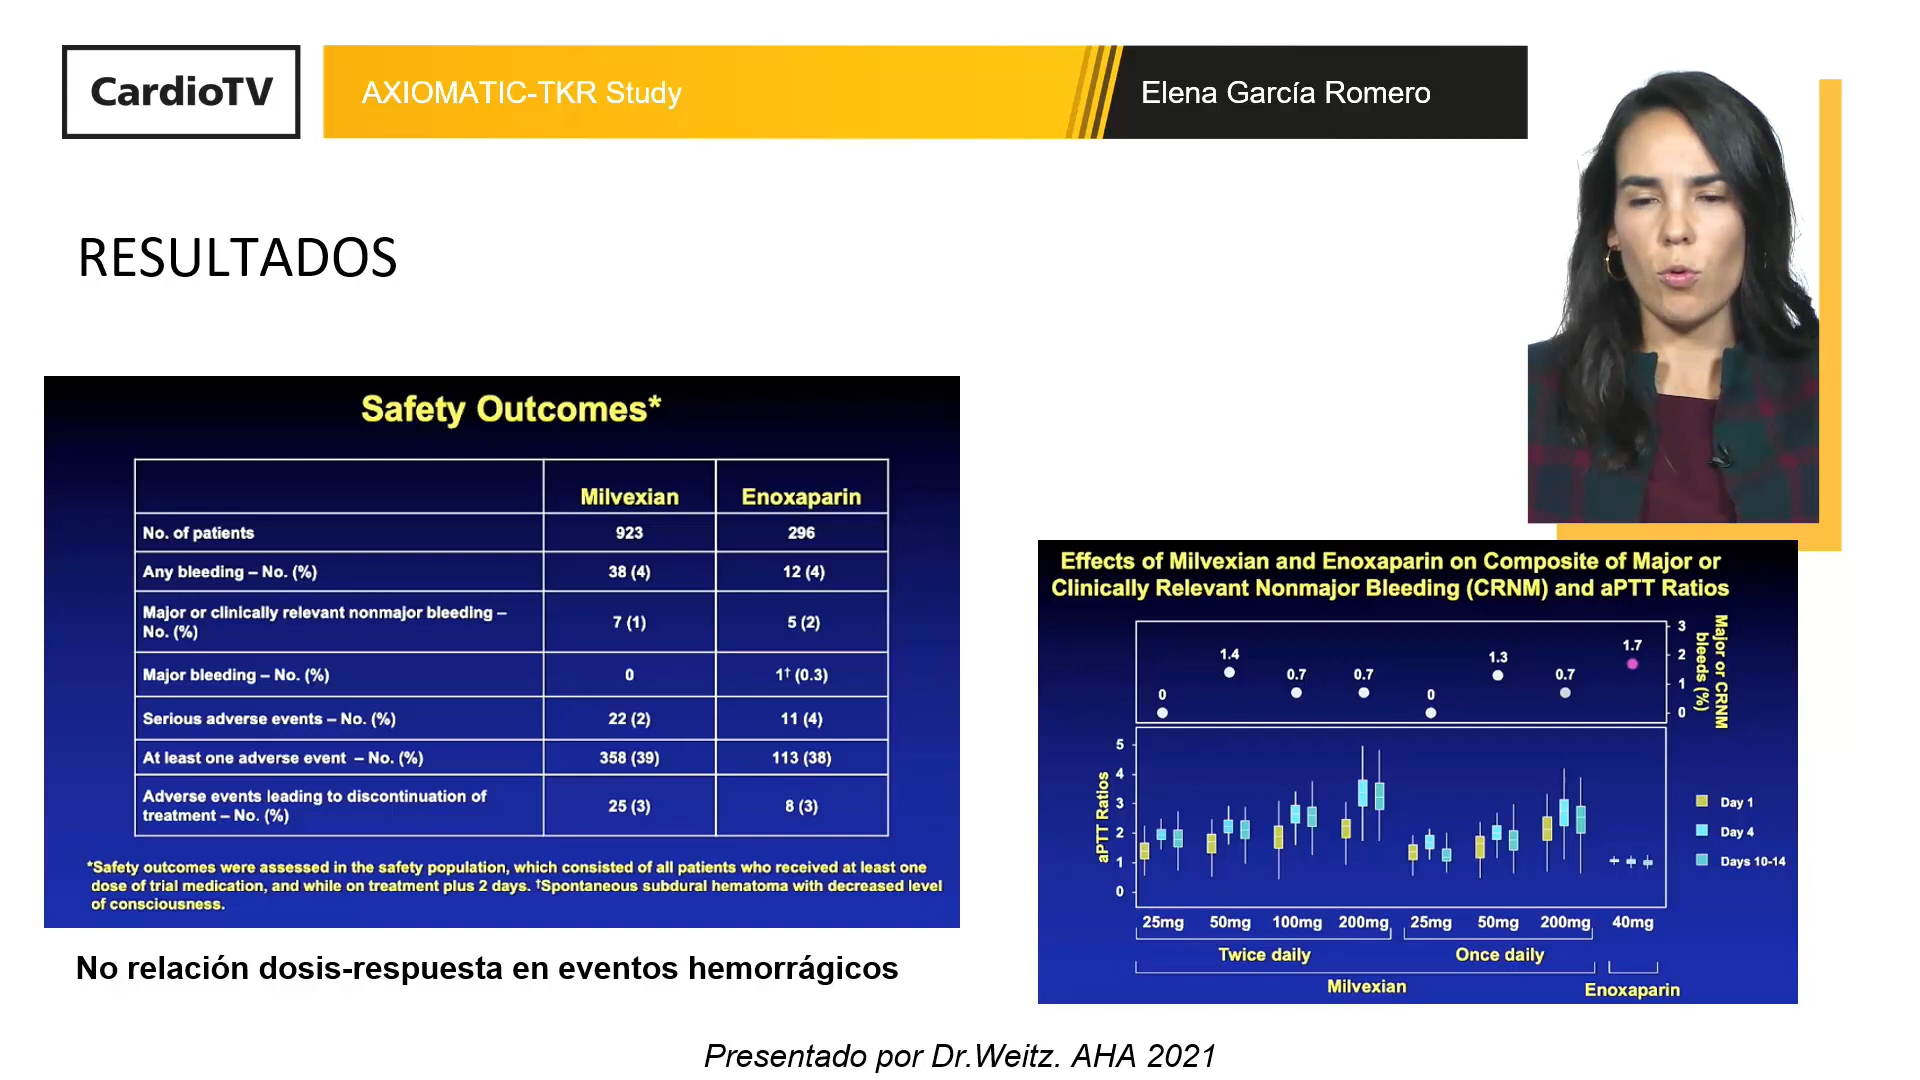 CardioTV
AXIOMATIC-TKR Study
Elena García Romero
RESULTADOS
Safety Outcomes*
Milvexian Enoxaparin
No. of patients 923 296
Any bleeding – No. (%) 38 (4) 12 (4)
Major or clinically relevant nonmajor bleeding –
No. (%) 7 (1) 5 (2)
Major bleeding – No. (%) 0 1† (0.3)
Serious adverse events – No. (%) 22 (2) 11 (4)
At least one adverse event – No. (%) 358 (39) 113 (38)
Adverse events leading to discontinuation of
treatment – No. (%) 25 (3) 8 (3)
*Safety outcomes were assessed in the safety population, which consisted of all patients who received at least one
dose of trial medication, and while on treatment plus 2 days. †Spontaneous subdural hematoma with decreased level
of consciousness.
No relación dosis-respuesta en eventos hemorrágicos
Effects of Milvexian and Enoxaparin on Composite of Major or
Clinically Relevant Nonmajor Bleeding (CRNM) and aPTT Ratios
0 1.4 0.7 0.7 0 1.3 0.7 1.7
3
2
1
0
Major or CRNM
bleeds (%)
5
4
3
2
1
0
aPTT Ratios
Day 1
Day 4
Days 10-14
25mg 50mg 100mg 200mg 25mg 50mg 200mg 40mg
Twice daily Once daily
Milvexian Enoxaparin
Presentado por Dr.Weitz. AHA 2021